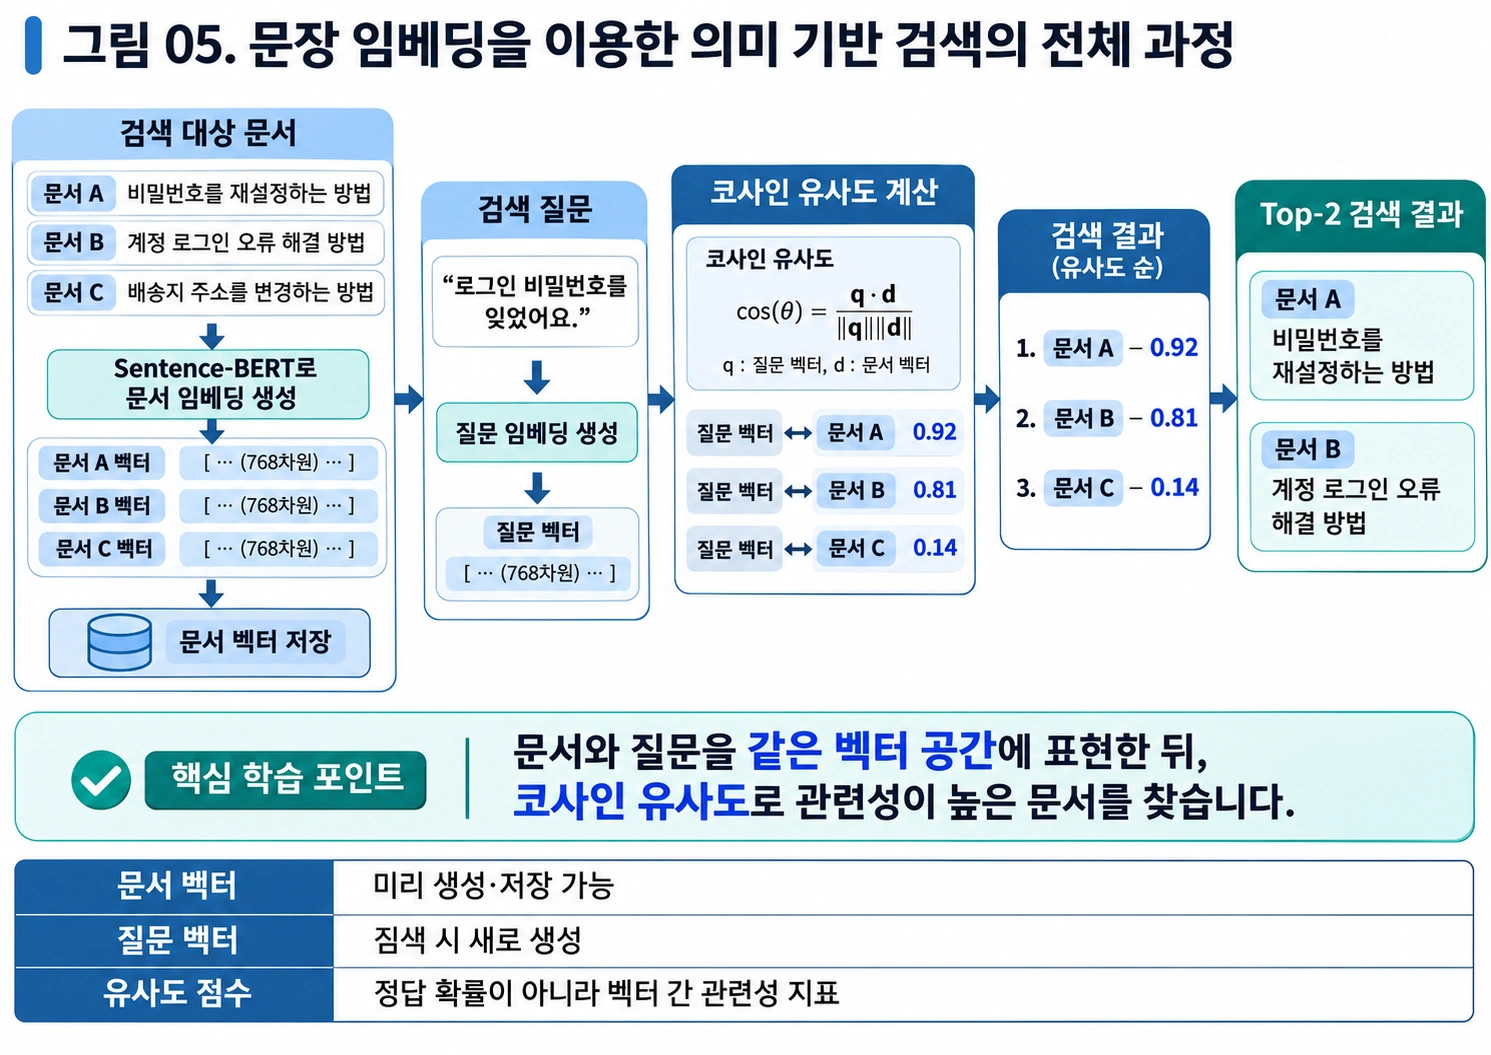 그림 05. 문장 임베딩을 이용한 의미 기반 검색의 전체 과정
검색 대상 문서
문서 A 비밀번호를 재설정하는 방법
문서 B 계정 로그인 오류 해결 방법
문서 C 배송지 주소를 변경하는 방법
Sentence-BERT로
문서 임베딩 생성
문서 A 벡터 [ ··· (768차원) ··· ]
문서 B 벡터 [ ··· (768차원) ··· ]
문서 C 벡터 [ ··· (768차원) ··· ]
문서 벡터 저장
검색 질문
“로그인 비밀번호를
잊었어요.”
질문 임베딩 생성
질문 벡터
[ ··· (768차원) ··· ]
코사인 유사도 계산
코사인 유사도
cos(θ) = q · d / ‖q‖‖d‖
q : 질문 벡터, d : 문서 벡터
질문 벡터 ↔ 문서 A 0.92
질문 벡터 ↔ 문서 B 0.81
질문 벡터 ↔ 문서 C 0.14
검색 결과
(유사도 순)
1. 문서 A – 0.92
2. 문서 B – 0.81
3. 문서 C – 0.14
Top-2 검색 결과
문서 A
비밀번호를
재설정하는 방법
문서 B
계정 로그인 오류
해결 방법
핵심 학습 포인트
문서와 질문을 같은 벡터 공간에 표현한 뒤,
코사인 유사도로 관련성이 높은 문서를 찾습니다.
문서 벡터 미리 생성·저장 가능
질문 벡터 짐색 시 새로 생성
유사도 점수 정답 확률이 아니라 벡터 간 관련성 지표